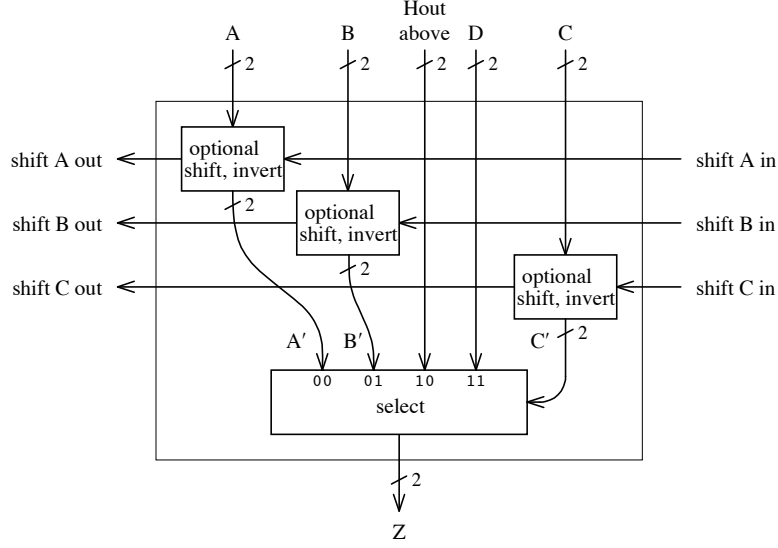 Hout
A B above D C
2 2 2 2 2
optional
shift A out shift, invert shift A in
2
optional
shift B out shift, invert shift B in
2
optional
shift C out shift, invert shift C in
2
A′ B′ C′
00 01 10 11
select
2
Z